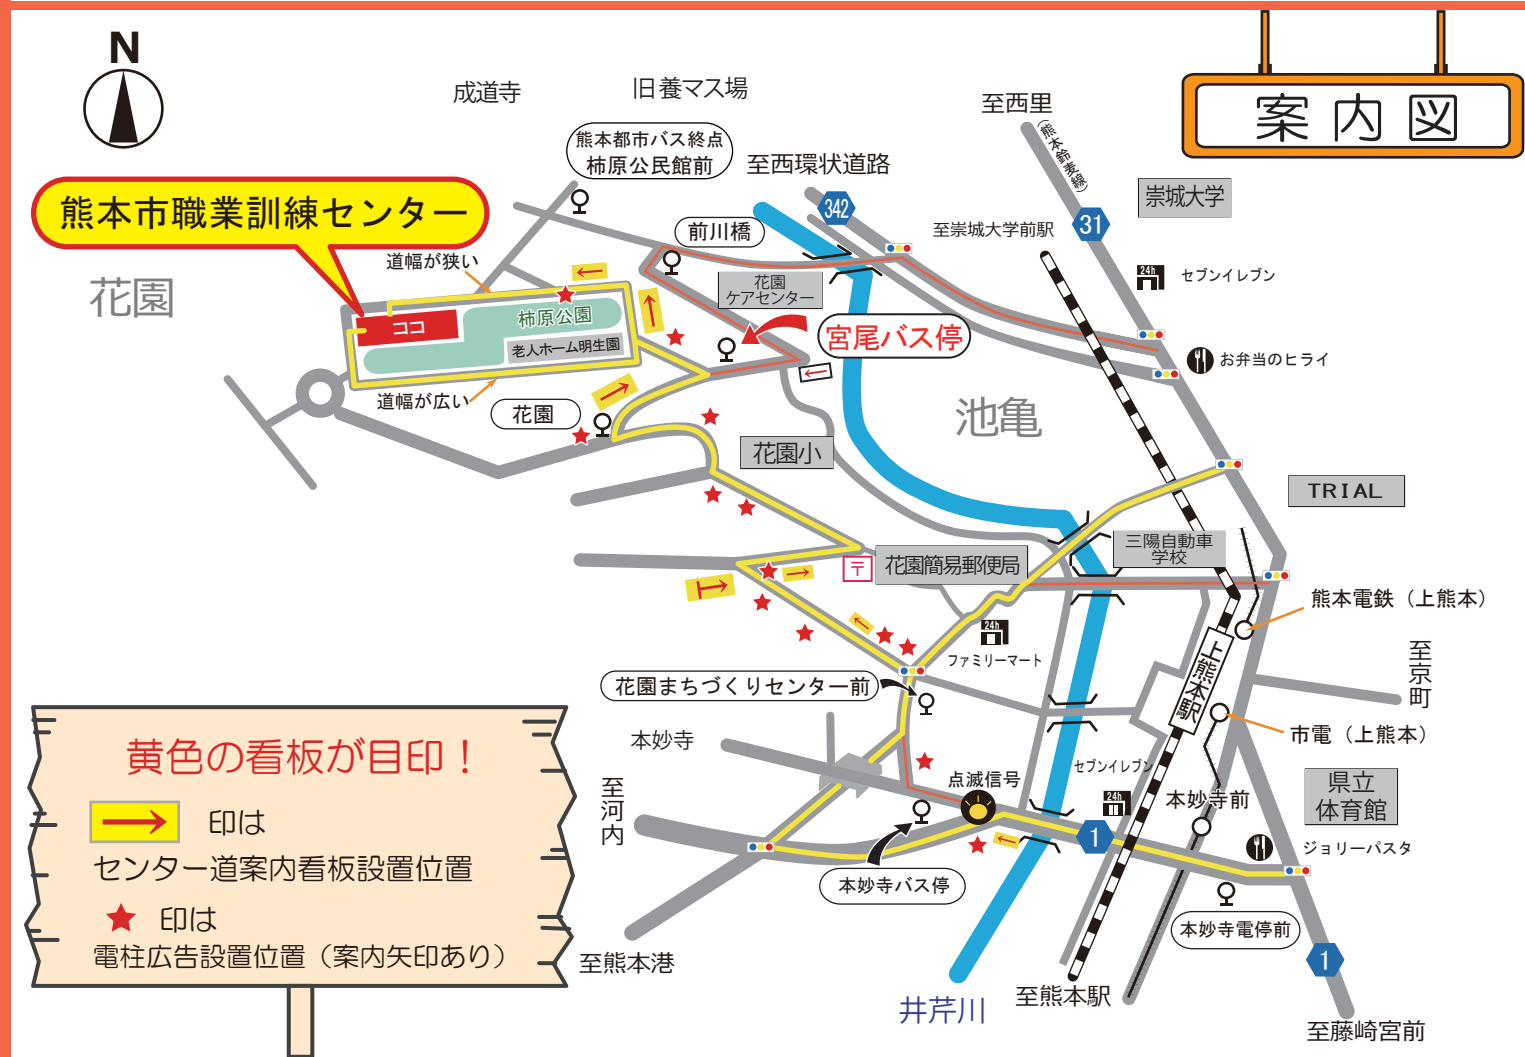 案内図
N
成道寺
旧養マス場
熊本都市バス終点
柿原公民館前
至西環状道路
342
至西里
(熊本鈴麦線)
31
崇城大学
至崇城大学前駅
熊本市職業訓練センター
前川橋
道幅が狭い
花園
花園
ケアセンター
24h
セブンイレブン
柿原公園
ココ
老人ホーム明生園
宮尾バス停
お弁当のヒライ
道幅が広い
花園
池亀
花園小
TRIAL
三陽自動車
学校
〒
花園簡易郵便局
熊本電鉄（上熊本）
24h
ファミリーマート
上熊本駅
至京町
花園まちづくりセンター前
本妙寺
市電（上熊本）
至河内
点滅信号
セブンイレブン
24h
本妙寺前
県立
体育館
1
ジョリーパスタ
本妙寺バス停
本妙寺電停前
至熊本港
1
井芹川
至熊本駅
至藤崎宮前
黄色の看板が目印！
印は
センター道案内看板設置位置
★ 印は
電柱広告設置位置（案内矢印あり）